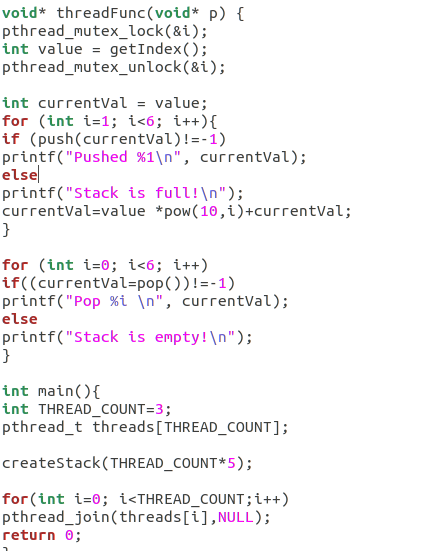 void* threadFunc(void* p) {
pthread_mutex_lock(&i);
int value = getIndex();
pthread_mutex_unlock(&i);

int currentVal = value;
for (int i=1; i<6; i++){
if (push(currentVal)!=-1)
printf("Pushed %1\n", currentVal);
else
printf("Stack is full!\n");
currentVal=value *pow(10,i)+currentVal;
}

for (int i=0; i<6; i++)
if((currentVal=pop())!=-1)
printf("Pop %i \n", currentVal);
else
printf("Stack is empty!\n");
}

int main(){
int THREAD_COUNT=3;
pthread_t threads[THREAD_COUNT];

createStack(THREAD_COUNT*5);

for(int i=0; i<THREAD_COUNT;i++)
pthread_join(threads[i],NULL);
return 0;
}